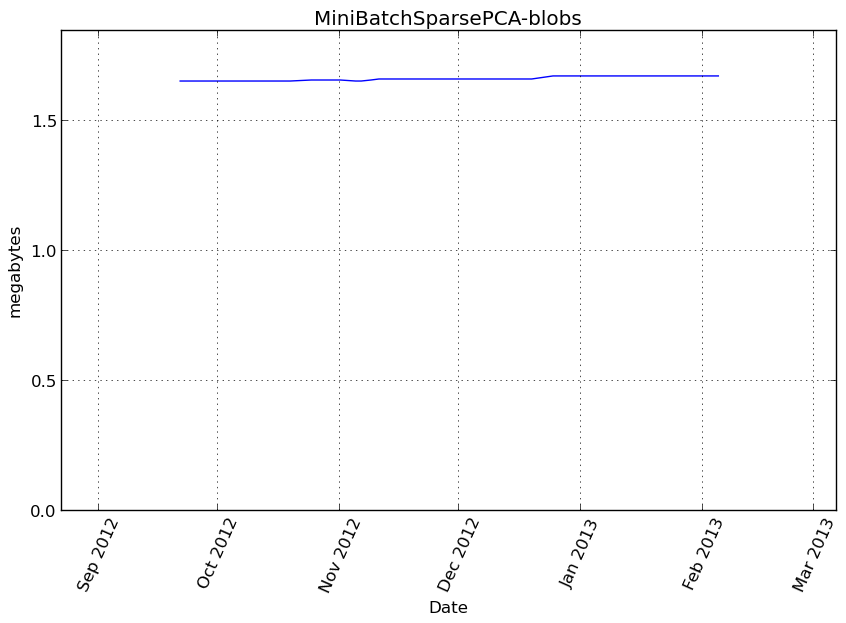 MiniBatchSparsePCA-blobs
megabytes
1.5
1.0
0.5
0.0
Sep 2012
Oct 2012
Nov 2012
Dec 2012
Jan 2013
Feb 2013
Mar 2013
Date